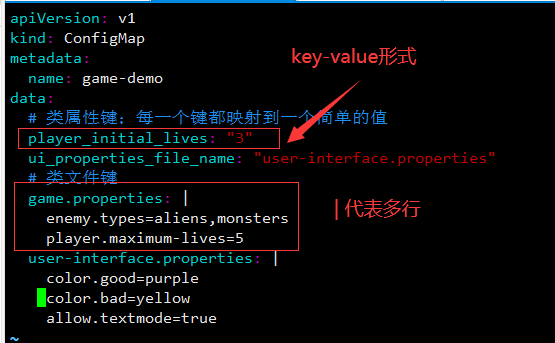 apiVersion: v1
kind: ConfigMap
metadata:
  name: game-demo
data:
  # 类属性键；每一个键都映射到一个简单的值
  player_initial_lives: "3"
  ui_properties_file_name: "user-interface.properties"
  # 类文件键
  game.properties: |
    enemy.types=aliens,monsters
    player.maximum-lives=5
  user-interface.properties: |
    color.good=purple
    color.bad=yellow
    allow.textmode=true
~
key-value形式
| 代表多行